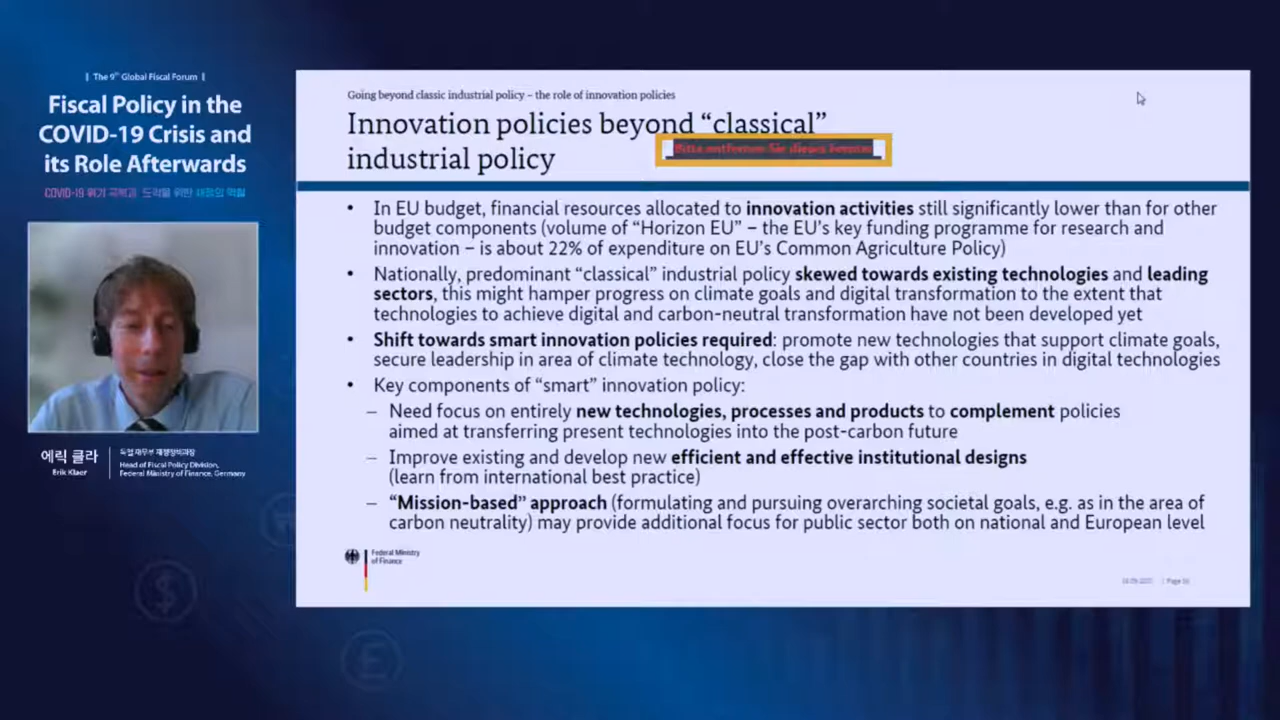 | The 9th Global Fiscal Forum |
Fiscal Policy in the
COVID-19 Crisis and
its Role Afterwards
COVID-19 위기 극복과 도약을 위한 재정의 역할
에릭 클라
Erik Klaer
독일 재무부 재정정책과장
Head of Fiscal Policy Division,
Federal Ministry of Finance, Germany
Going beyond classic industrial policy – the role of innovation policies
Innovation policies beyond “classical”
industrial policy
Bitte entfernen Sie dieses
• In EU budget, financial resources allocated to innovation activities still significantly lower than for other
budget components (volume of “Horizon EU” – the EU’s key funding programme for research and
innovation – is about 22% of expenditure on EU’s Common Agriculture Policy)
• Nationally, predominant “classical” industrial policy skewed towards existing technologies and leading
sectors, this might hamper progress on climate goals and digital transformation to the extent that
technologies to achieve digital and carbon-neutral transformation have not been developed yet
• Shift towards smart innovation policies required: promote new technologies that support climate goals,
secure leadership in area of climate technology, close the gap with other countries in digital technologies
• Key components of “smart” innovation policy:
– Need focus on entirely new technologies, processes and products to complement policies
aimed at transferring present technologies into the post-carbon future
– Improve existing and develop new efficient and effective institutional designs
(learn from international best practice)
– “Mission-based” approach (formulating and pursuing overarching societal goals, e.g. as in the area of
carbon neutrality) may provide additional focus for public sector both on national and European level
Federal Ministry
of Finance
| Page